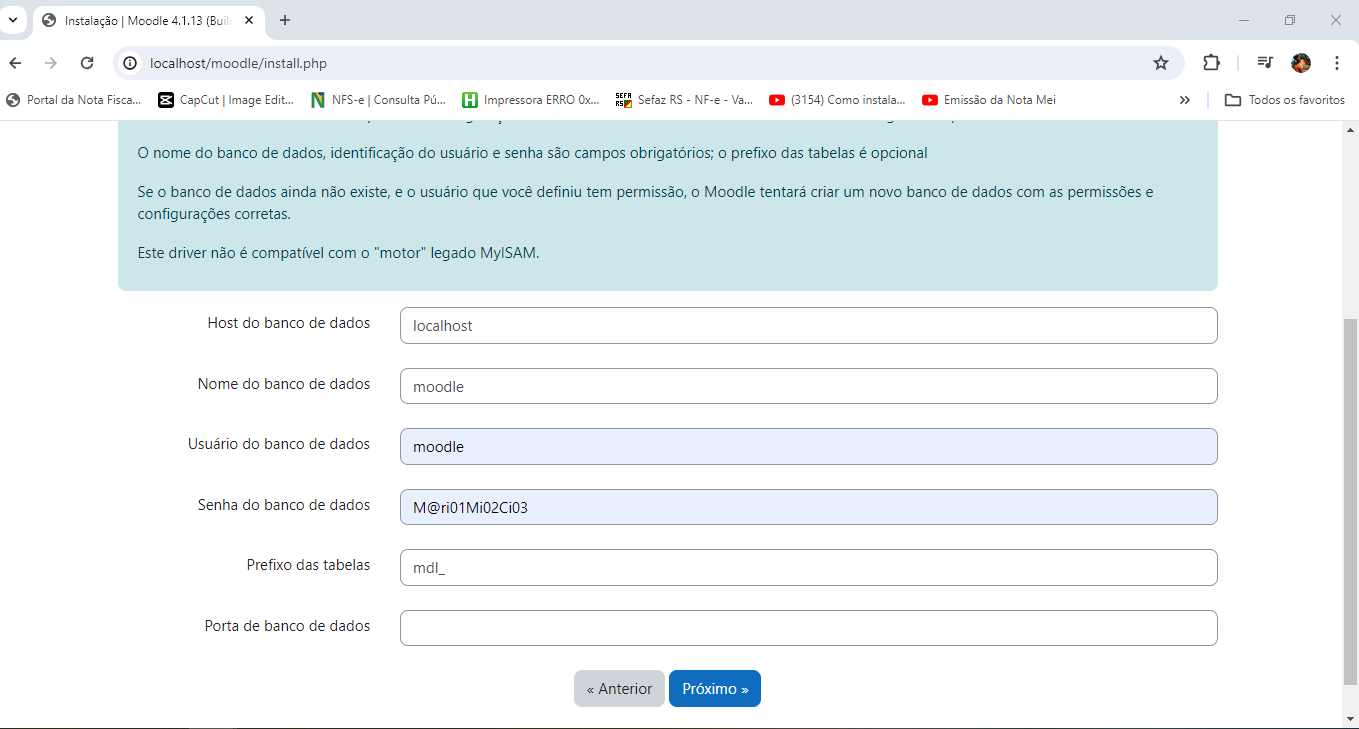 Instalação | Moodle 4.1.13 (Build
localhost/moodle/install.php
Portal da Nota Fisca...
CapCut | Image Edit...
NFS-e | Consulta Pú...
Impressora ERRO 0x...
SEFA RS
Sefaz RS - NF-e - Va...
(3154) Como instala...
Emissão da Nota Mei
Todos os favoritos
O nome do banco de dados, identificação do usuário e senha são campos obrigatórios; o prefixo das tabelas é opcional
Se o banco de dados ainda não existe, e o usuário que você definiu tem permissão, o Moodle tentará criar um novo banco de dados com as permissões e
configurações corretas.
Este driver não é compatível com o "motor" legado MyISAM.
Host do banco de dados
localhost
Nome do banco de dados
moodle
Usuário do banco de dados
moodle
Senha do banco de dados
M@ri01Mi02Ci03
Prefixo das tabelas
mdl_
Porta de banco de dados
« Anterior
Próximo »